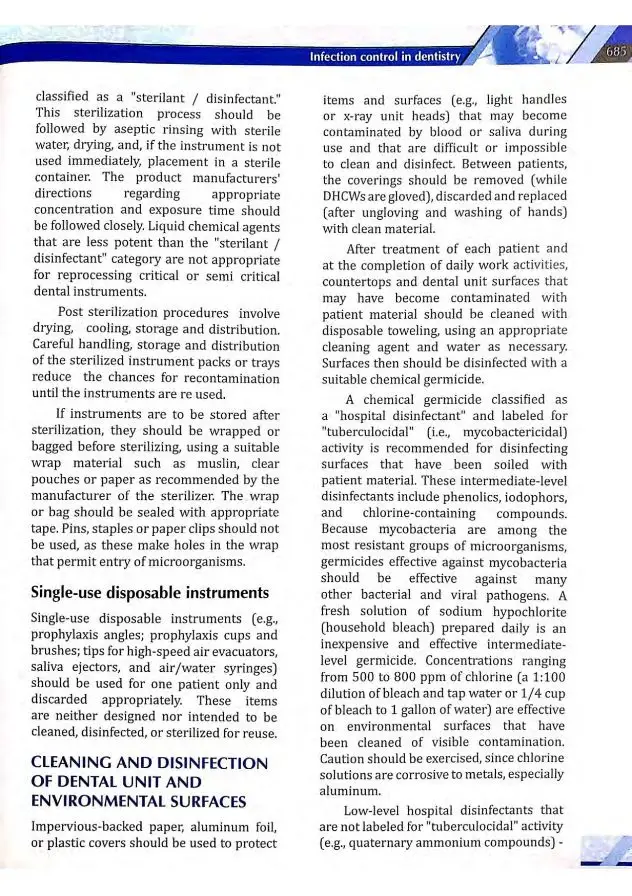 Infection control in dentistry
685
classified as a "sterilant / disinfectant."
This sterilization process should be
followed by aseptic rinsing with sterile
water, drying, and, if the instrument is not
used immediately, placement in a sterile
container. The product manufacturers'
directions regarding appropriate
concentration and exposure time should
be followed closely. Liquid chemical agents
that are less potent than the "sterilant /
disinfectant" category are not appropriate
for reprocessing critical or semi critical
dental instruments.
Post sterilization procedures involve
drying, cooling, storage and distribution.
Careful handling, storage and distribution
of the sterilized instrument packs or trays
reduce the chances for recontamination
until the instruments are re used.
If instruments are to be stored after
sterilization, they should be wrapped or
bagged before sterilizing, using a suitable
wrap material such as muslin, clear
pouches or paper as recommended by the
manufacturer of the sterilizer. The wrap
or bag should be sealed with appropriate
tape. Pins, staples or paper clips should not
be used, as these make holes in the wrap
that permit entry of microorganisms.
Single-use disposable instruments
Single-use disposable instruments (e.g.,
prophylaxis angles; prophylaxis cups and
brushes; tips for high-speed air evacuators,
saliva ejectors, and air/water syringes)
should be used for one patient only and
discarded appropriately. These items
are neither designed nor intended to be
cleaned, disinfected, or sterilized for reuse.
CLEANING AND DISINFECTION
OF DENTAL UNIT AND
ENVIRONMENTAL SURFACES
Impervious-backed paper, aluminum foil,
or plastic covers should be used to protect
items and surfaces (e.g., light handles
or x-ray unit heads) that may become
contaminated by blood or saliva during
use and that are difficult or impossible
to clean and disinfect. Between patients,
the coverings should be removed (while
DHCWs are gloved), discarded and replaced
(after ungloving and washing of hands)
with clean material.
After treatment of each patient and
at the completion of daily work activities,
countertops and dental unit surfaces that
may have become contaminated with
patient material should be cleaned with
disposable toweling, using an appropriate
cleaning agent and water as necessary.
Surfaces then should be disinfected with a
suitable chemical germicide.
A chemical germicide classified as
a "hospital disinfectant" and labeled for
"tuberculocidal" (i.e., mycobactericidal)
activity is recommended for disinfecting
surfaces that have been soiled with
patient material. These intermediate-level
disinfectants include phenolics, iodophors,
and chlorine-containing compounds.
Because mycobacteria are among the
most resistant groups of microorganisms,
germicides effective against mycobacteria
should be effective against many
other bacterial and viral pathogens. A
fresh solution of sodium hypochlorite
(household bleach) prepared daily is an
inexpensive and effective intermediate-
level germicide. Concentrations ranging
from 500 to 800 ppm of chlorine (a 1:100
dilution of bleach and tap water or 1/4 cup
of bleach to 1 gallon of water) are effective
on environmental surfaces that have
been cleaned of visible contamination.
Caution should be exercised, since chlorine
solutions are corrosive to metals, especially
aluminum.
Low-level hospital disinfectants that
are not labeled for "tuberculocidal" activity
(e.g., quaternary ammonium compounds) -